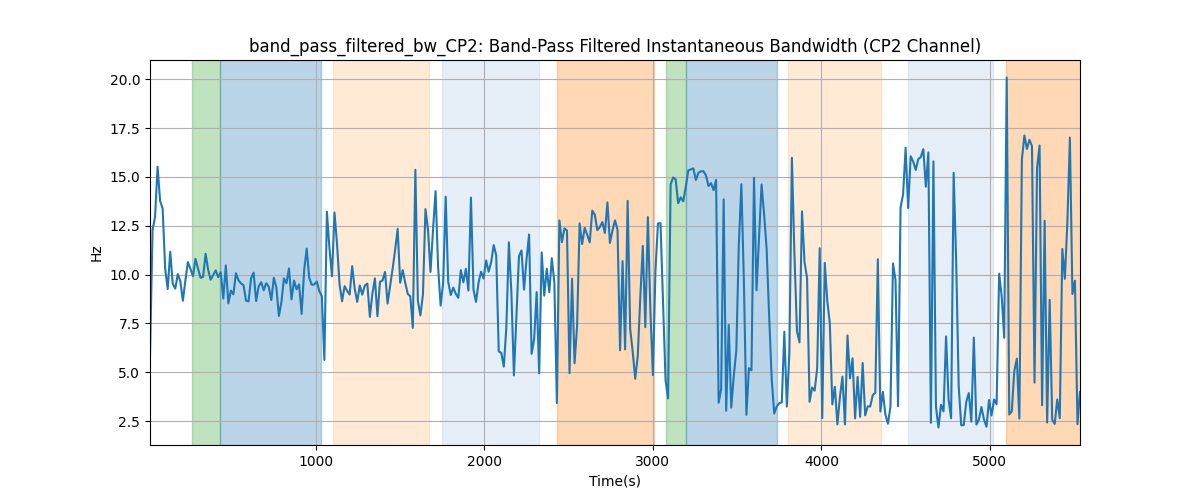 band_pass_filtered_bw_CP2: Band-Pass Filtered Instantaneous Bandwidth (CP2 Channel)
20.0
17.5
15.0
12.5
10.0
7.5
5.0
2.5
Hz
1000 2000 3000 4000 5000
Time(s)